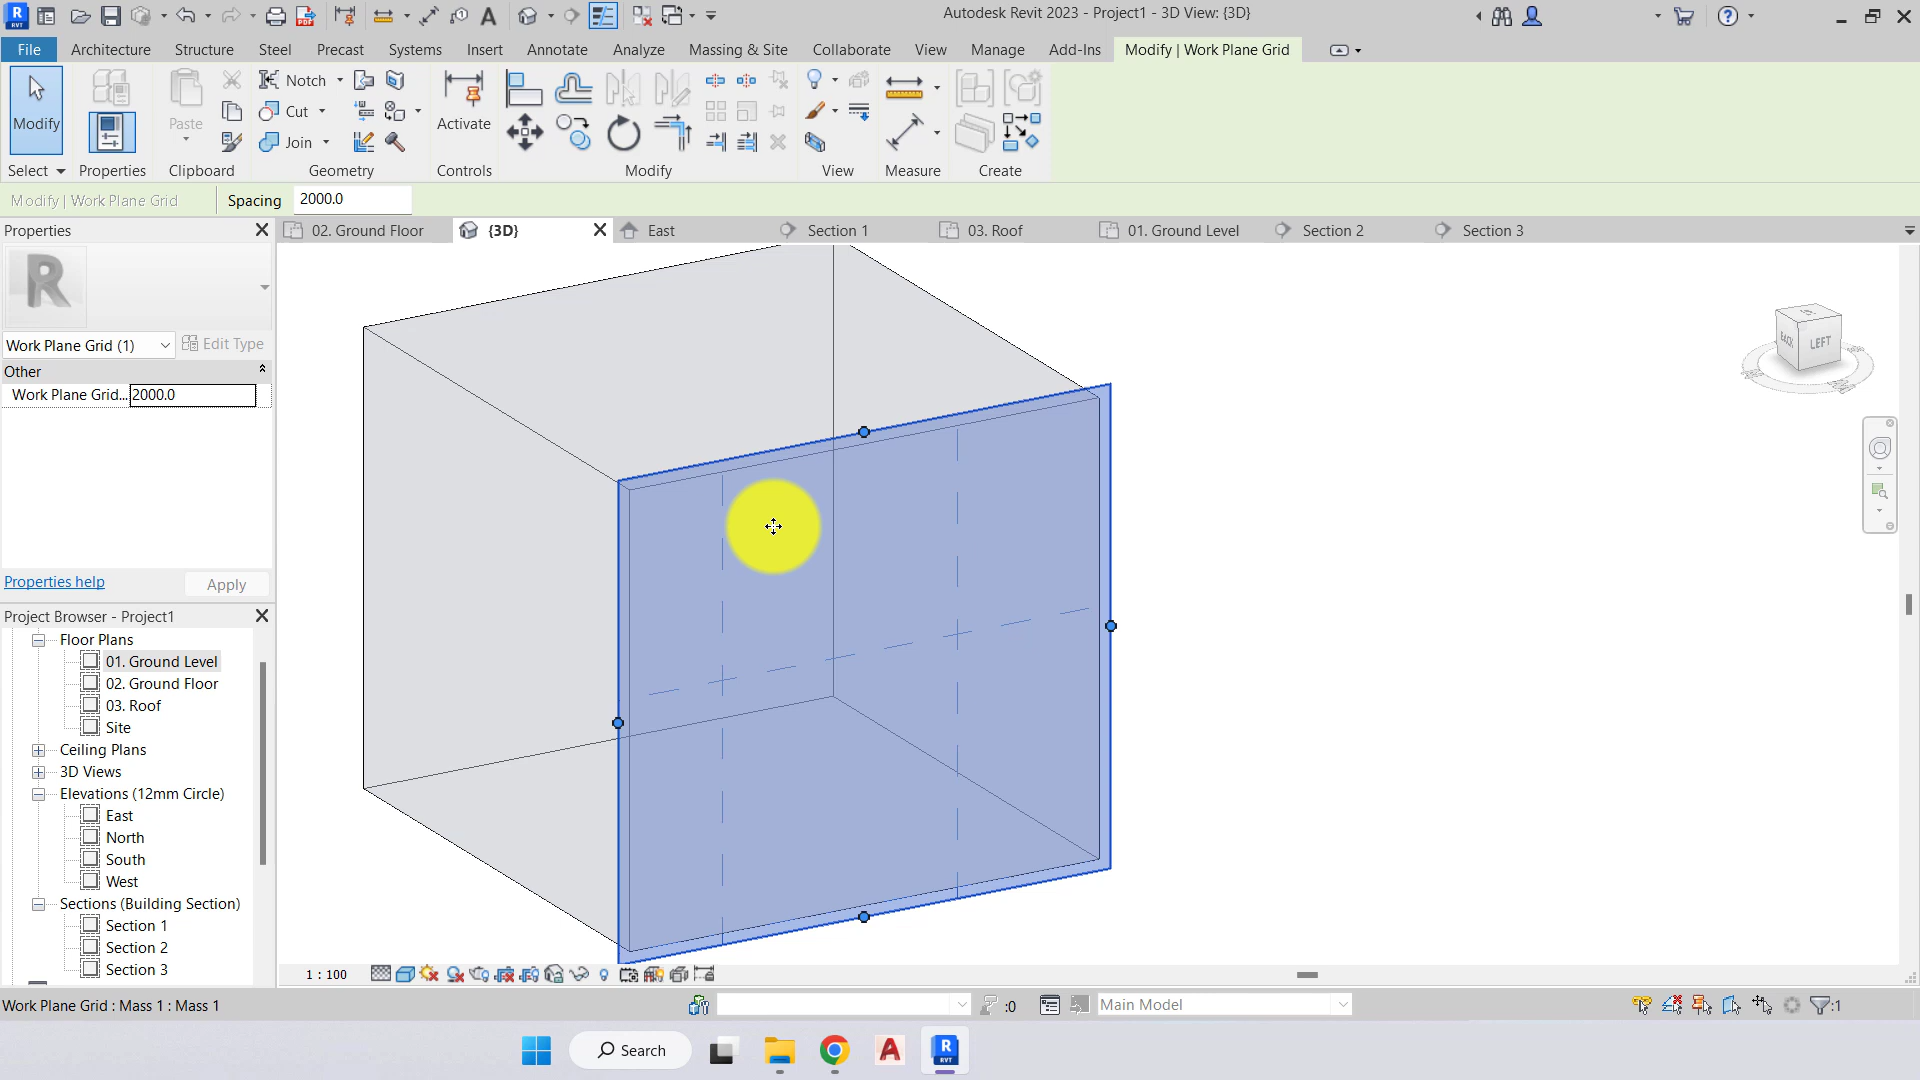 Autodesk Revit 2023 - Project1 - 3D View: {3D}
File Architecture Structure Steel Precast Systems Insert Annotate Analyze Massing & Site Collaborate View Manage Add-Ins Modify | Work Plane Grid
Modify
Paste
Notch
Cut
Join
Activate
Select Properties Clipboard Geometry Controls Modify View Measure Create
Modify | Work Plane Grid Spacing 2000.0
Properties
02. Ground Floor {3D} East Section 1 03. Roof 01. Ground Level Section 2 Section 3
R
Work Plane Grid (1) Edit Type
Other
Work Plane Grid... 2000.0
BACK LEFT
Properties help Apply
Project Browser - Project1
Floor Plans
01. Ground Level
02. Ground Floor
03. Roof
Site
Ceiling Plans
3D Views
Elevations (12mm Circle)
East
North
South
West
Sections (Building Section)
Section 1
Section 2
Section 3
1 : 100
Work Plane Grid : Mass 1 : Mass 1 :0 Main Model :1
Search